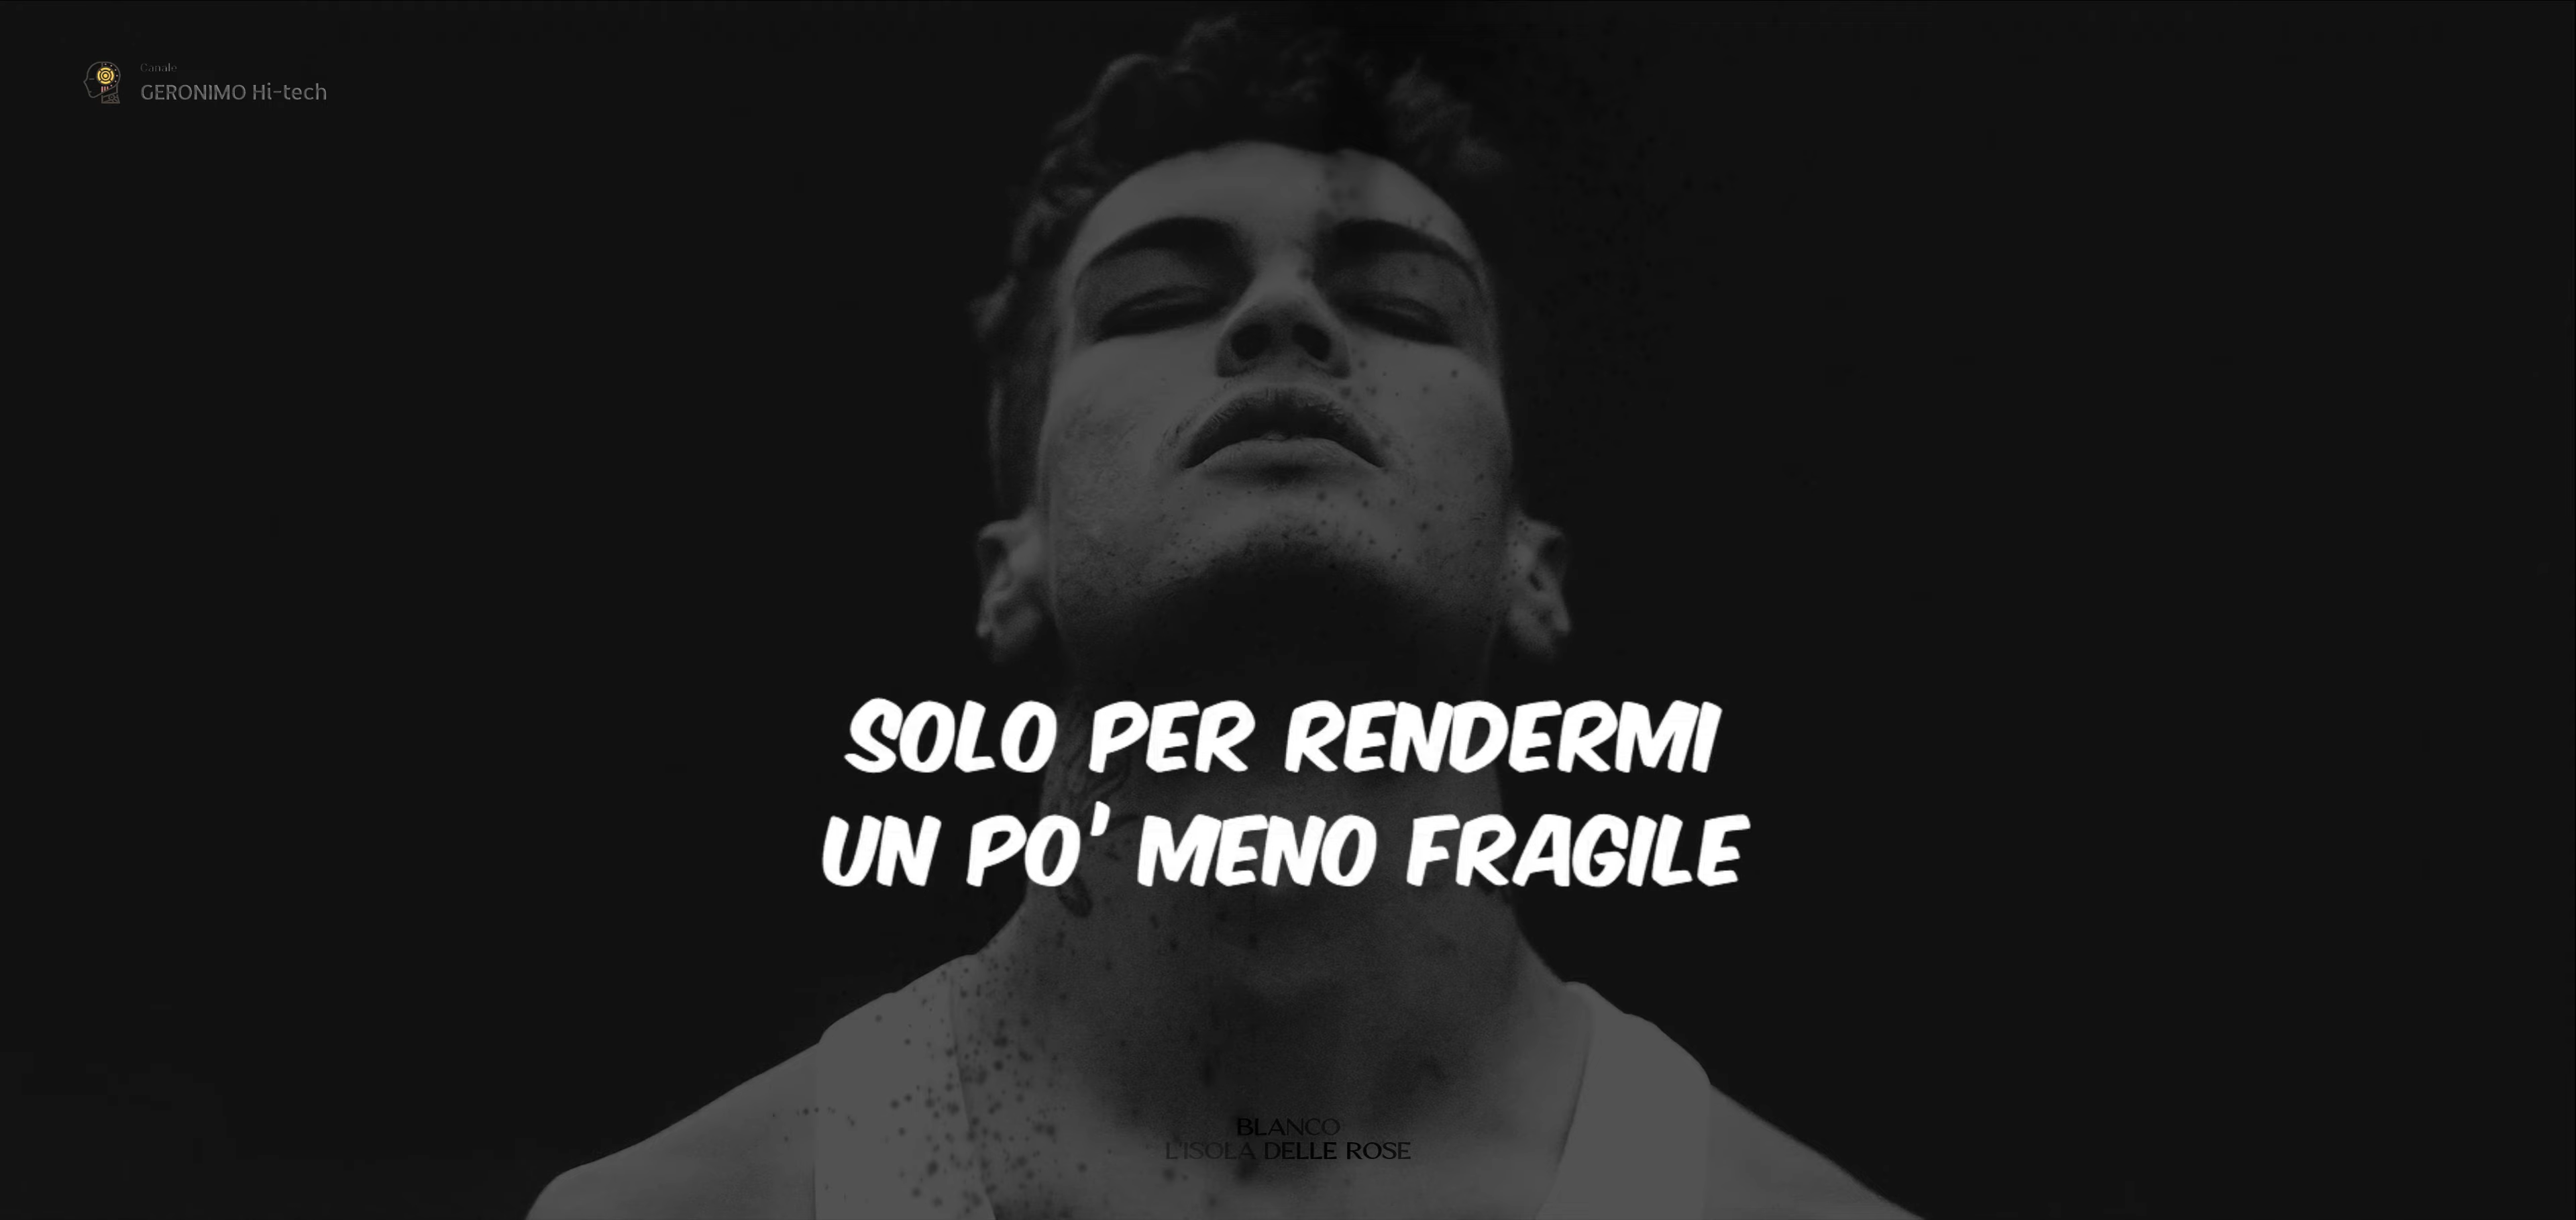 Canale
GERONIMO Hi-tech
SOLO PER RENDERMI
UN PO' MENO FRAGILE
BLANCO
L'ISOLA DELLE ROSE